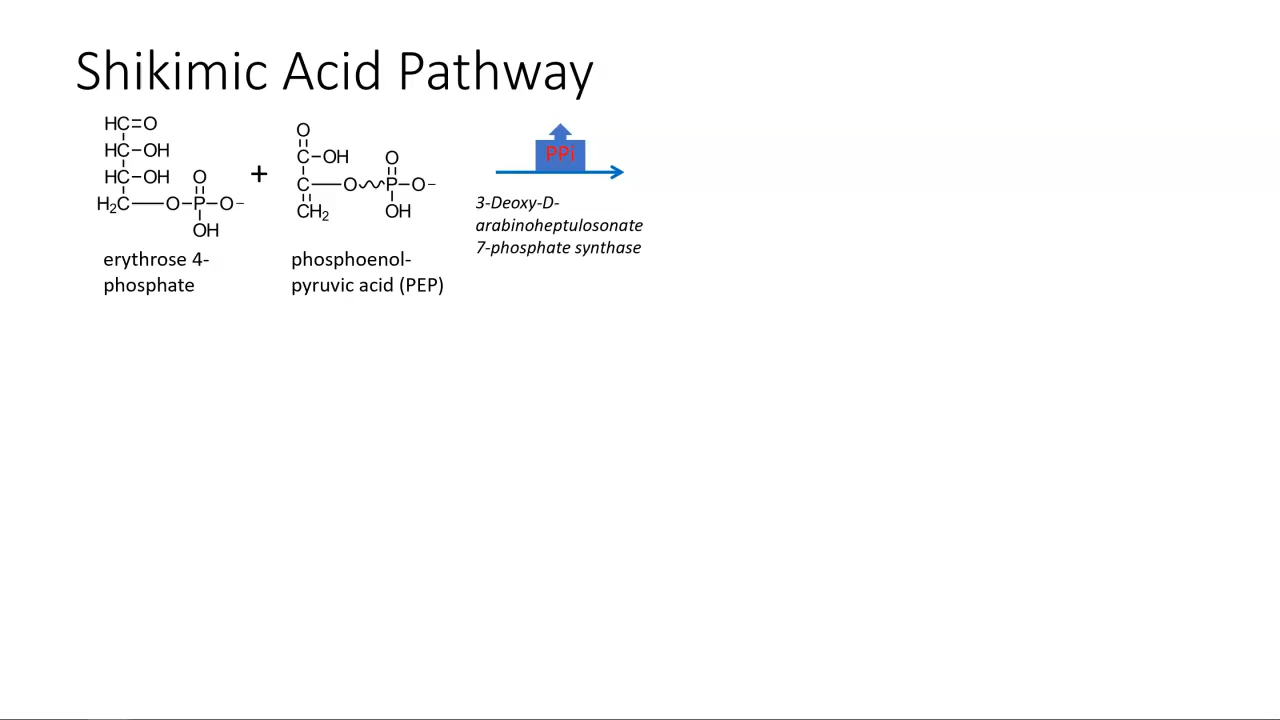 Shikimic Acid Pathway
HC=O
HC–OH
HC–OH O
H₂C—O–P–O–
OH
+
O
C–OH O
C—O~P–O–
CH₂ OH
PPi
3-Deoxy-D-
arabinoheptulosonate
7-phosphate synthase
erythrose 4-
phosphate
phosphoenol-
pyruvic acid (PEP)